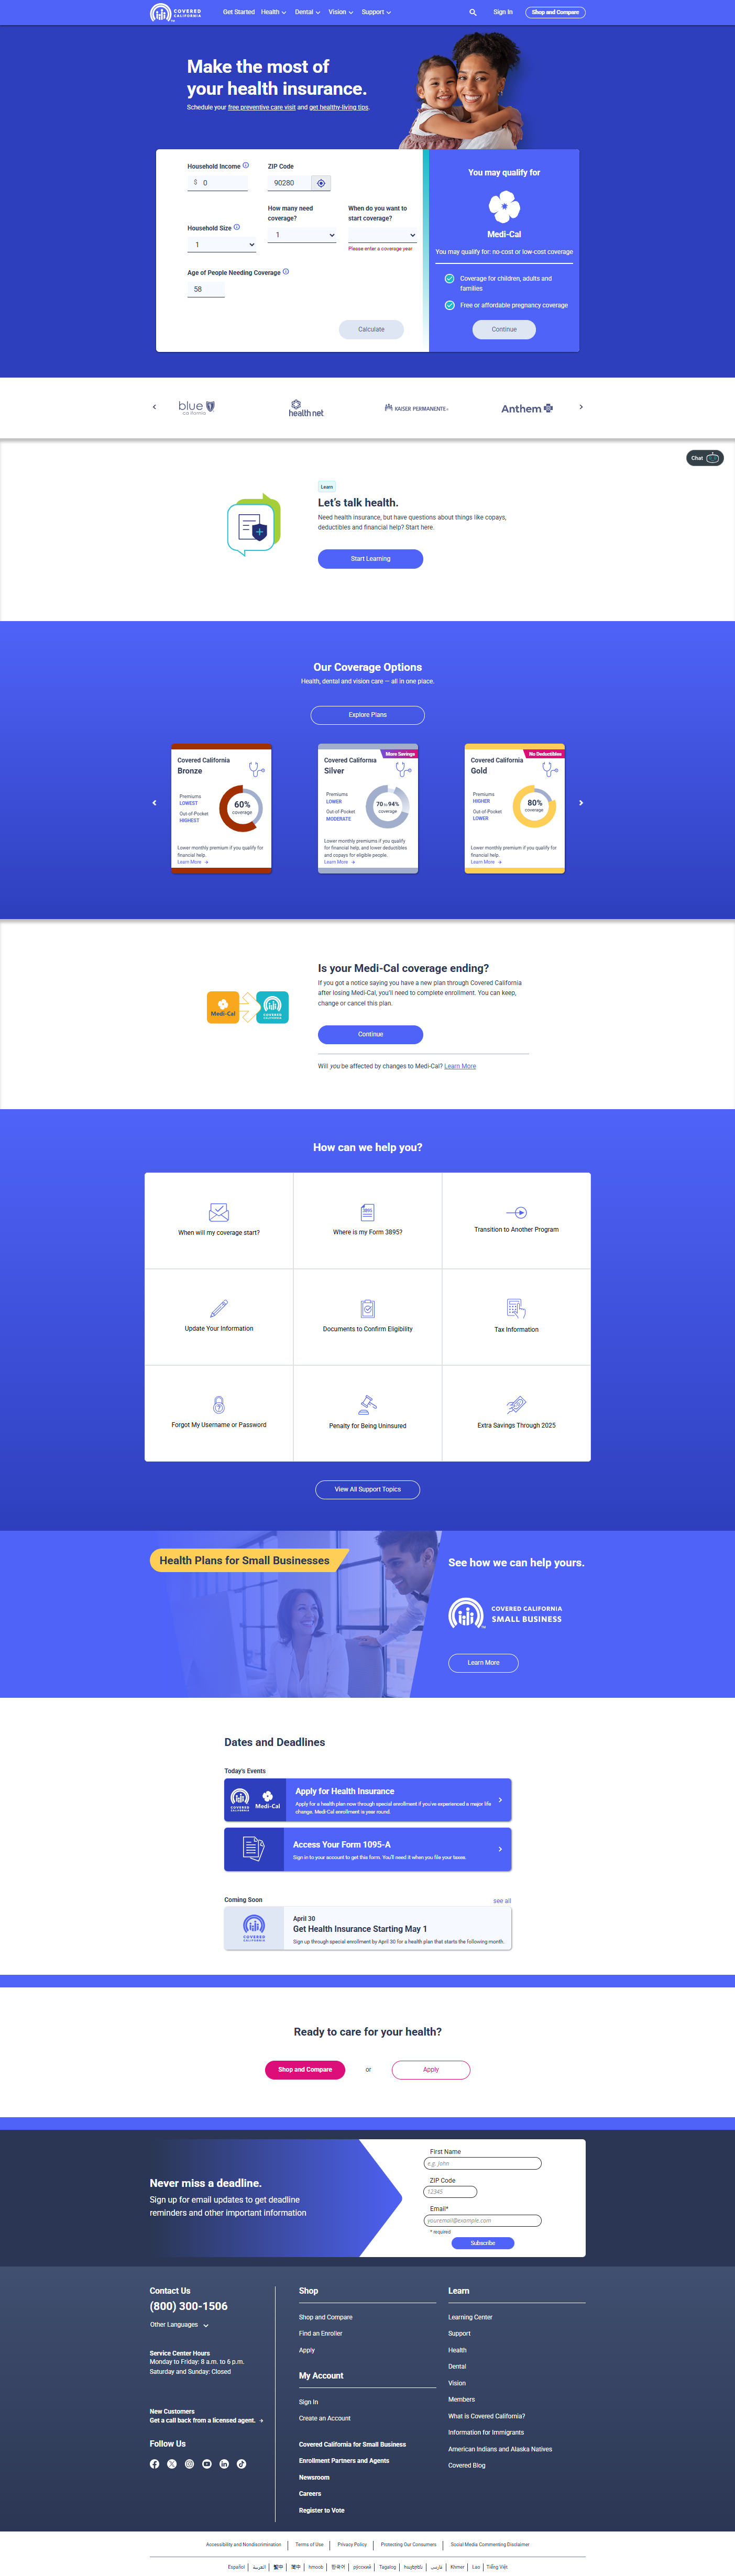 COVERED CALIFORNIA
Get Started Health Dental Vision Support Sign In Shop and Compare
Make the most of
your health insurance.
Schedule your free preventive care visit and get healthy-living tips.
Household Income
$ 0
ZIP Code
90280
Household Size
1
How many need
coverage?
1
When do you want to
start coverage?
Please enter a coverage year
Age of People Needing Coverage
58
Calculate
You may qualify for
Medi-Cal
You may qualify for: no-cost or low-cost coverage
Coverage for children, adults and
families
Free or affordable pregnancy coverage
Continue
blue
california
health net
KAISER PERMANENTE
Anthem
Chat
Learn
Let's talk health.
Need health insurance, but have questions about things like copays,
deductibles and financial help? Start here.
Start Learning
Our Coverage Options
Health, dental and vision care — all in one place.
Explore Plans
Covered California
Bronze
Premiums
LOWEST
Out of Pocket
HIGHEST
60%
coverage
Lower monthly premium if you qualify for
financial help.
Learn More
More Savings
Covered California
Silver
Premiums
LOWER
Out-of-Pocket
MODERATE
70 to 94%
coverage
Lower monthly premiums if you qualify
for financial help, and lower deductibles
and copays for eligible people.
Learn More
No Deductibles
Covered California
Gold
Premiums
HIGHER
Out of Pocket
LOWER
80%
coverage
Lower monthly premium if you qualify for
financial help.
Learn More
Medi-Cal
COVERED
CALIFORNIA
Is your Medi-Cal coverage ending?
If you got a notice saying you have a new plan through Covered California
after losing Medi-Cal, you'll need to complete enrollment. You can keep,
change or cancel this plan.
Continue
Will you be affected by changes to Medi-Cal? Learn More
How can we help you?
When will my coverage start?
Where is my Form 3895?
Transition to Another Program
Update Your Information
Documents to Confirm Eligibility
Tax Information
Forgot My Username or Password
Penalty for Being Uninsured
Extra Savings Through 2025
View All Support Topics
Health Plans for Small Businesses
See how we can help yours.
COVERED CALIFORNIA
SMALL BUSINESS
Learn More
Dates and Deadlines
Today's Events
COVERED
CALIFORNIA
Medi-Cal
Apply for Health Insurance
Apply for a health plan now through special enrollment if you've experienced a major life
change. Medi-Cal enrollment is year round.
Access Your Form 1095-A
Sign in to your account to get this form. You'll need it when you file your taxes.
Coming Soon
see all
COVERED
CALIFORNIA
April 30
Get Health Insurance Starting May 1
Sign up through special enrollment by April 30 for a health plan that starts the following month.
Ready to care for your health?
Shop and Compare
or
Apply
Never miss a deadline.
Sign up for email updates to get deadline
reminders and other important information
First Name
e.g. John
ZIP Code
12345
Email*
youremail@example.com
* required
Subscribe
Contact Us
(800) 300-1506
Other Languages
Service Center Hours
Monday to Friday: 8 a.m. to 6 p.m.
Saturday and Sunday: Closed
New Customers
Get a call back from a licensed agent.
Follow Us
Shop
Shop and Compare
Find an Enroller
Apply
My Account
Sign In
Create an Account
Covered California for Small Business
Enrollment Partners and Agents
Newsroom
Careers
Register to Vote
Learn
Learning Center
Support
Health
Dental
Vision
Members
What is Covered California?
Information for Immigrants
American Indians and Alaska Natives
Covered Blog
Accessibility and Nondiscrimination Terms of Use Privacy Policy Protecting Our Consumers Social Media Commenting Disclaimer
Español العربية 繁中 简中 hmoob 한국어 ру́сский Tagalog հայերեն فارسی Khmer Lao Tiếng Việt